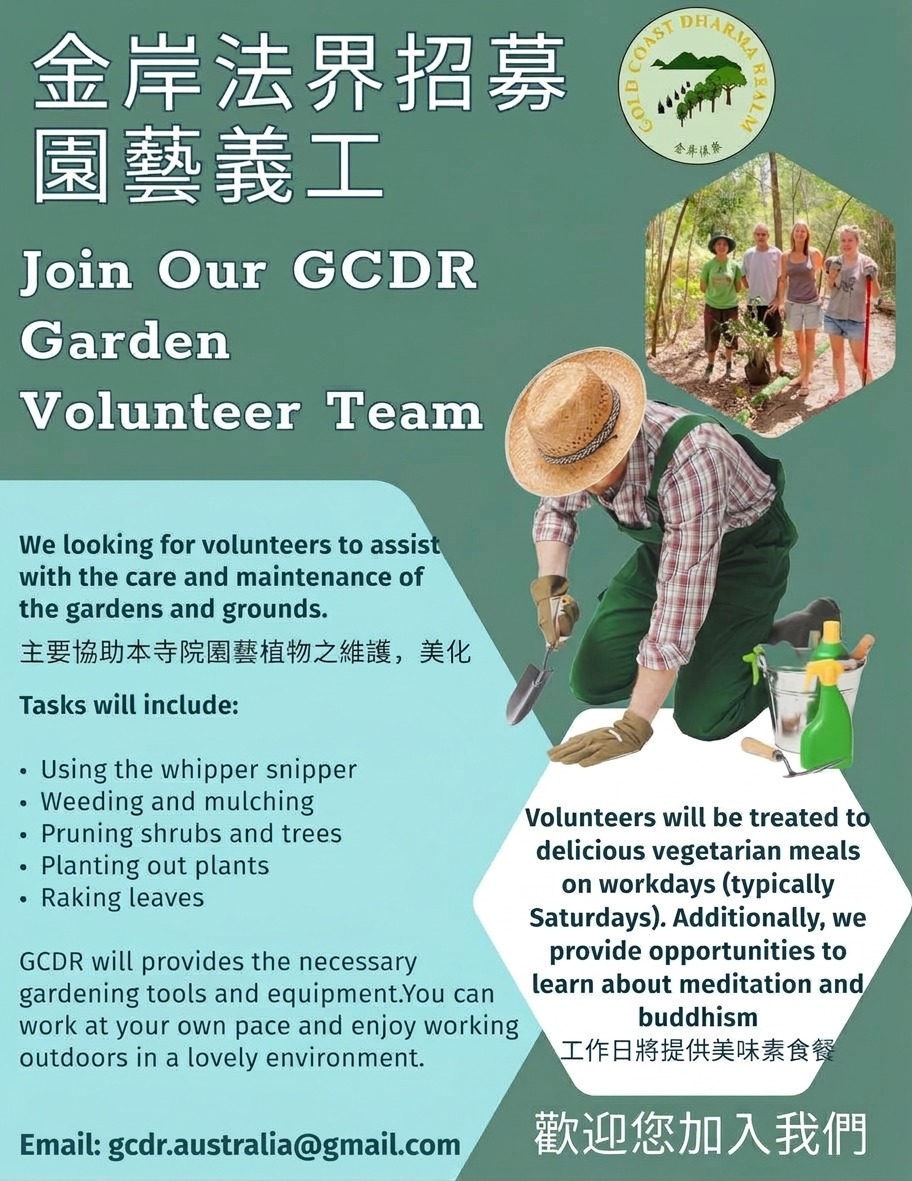 金岸法界招募
園藝義工
GOLD COAST DHARMA REALM
Join Our GCDR
Garden
Volunteer Team
We looking for volunteers to assist
with the care and maintenance of
the gardens and grounds.
主要協助本寺院園藝植物之維護，美化
Tasks will include:
• Using the whipper snipper
• Weeding and mulching
• Pruning shrubs and trees
• Planting out plants
• Raking leaves
GCDR will provides the necessary
gardening tools and equipment.You can
work at your own pace and enjoy working
outdoors in a lovely environment.
Email: gcdr.australia@gmail.com
Volunteers will be treated to
delicious vegetarian meals
on workdays (typically
Saturdays). Additionally, we
provide opportunities to
learn about meditation and
buddhism
工作日將提供美味素食餐
歡迎您加入我們